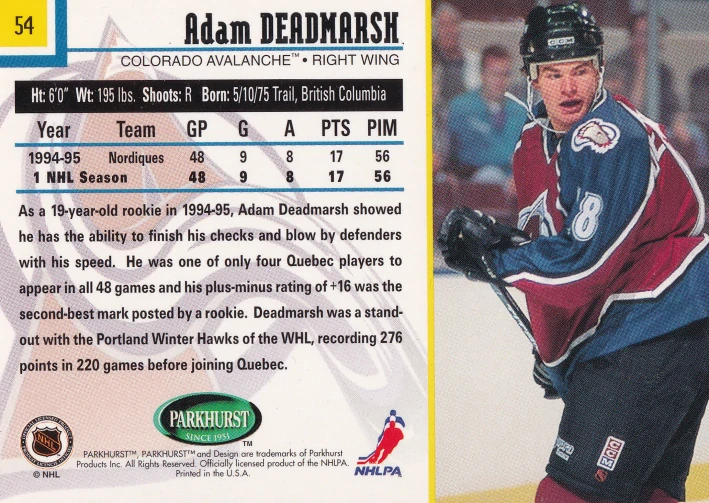 54
Adam DEADMARSH
COLORADO AVALANCHE™ • RIGHT WING
Ht: 6'0" Wt: 195 lbs. Shoots: R Born: 5/10/75 Trail, British Columbia
Year Team GP G A PTS PIM
1994-95 Nordiques 48 9 8 17 56
1 NHL Season 48 9 8 17 56
As a 19-year-old rookie in 1994-95, Adam Deadmarsh showed
he has the ability to finish his checks and blow by defenders
with his speed. He was one of only four Quebec players to
appear in all 48 games and his plus-minus rating of +16 was the
second-best mark posted by a rookie. Deadmarsh was a stand-
out with the Portland Winter Hawks of the WHL, recording 276
points in 220 games before joining Quebec.
PARKHURST
SINCE 1951
™
NHL
© NHL
PARKHURST™, PARKHURST™ and Design are trademarks of Parkhurst
Products Inc. All Rights Reserved. Officially licensed product of the NHLPA.
Printed in the U.S.A.
NHLPA
CCM
8
CCM